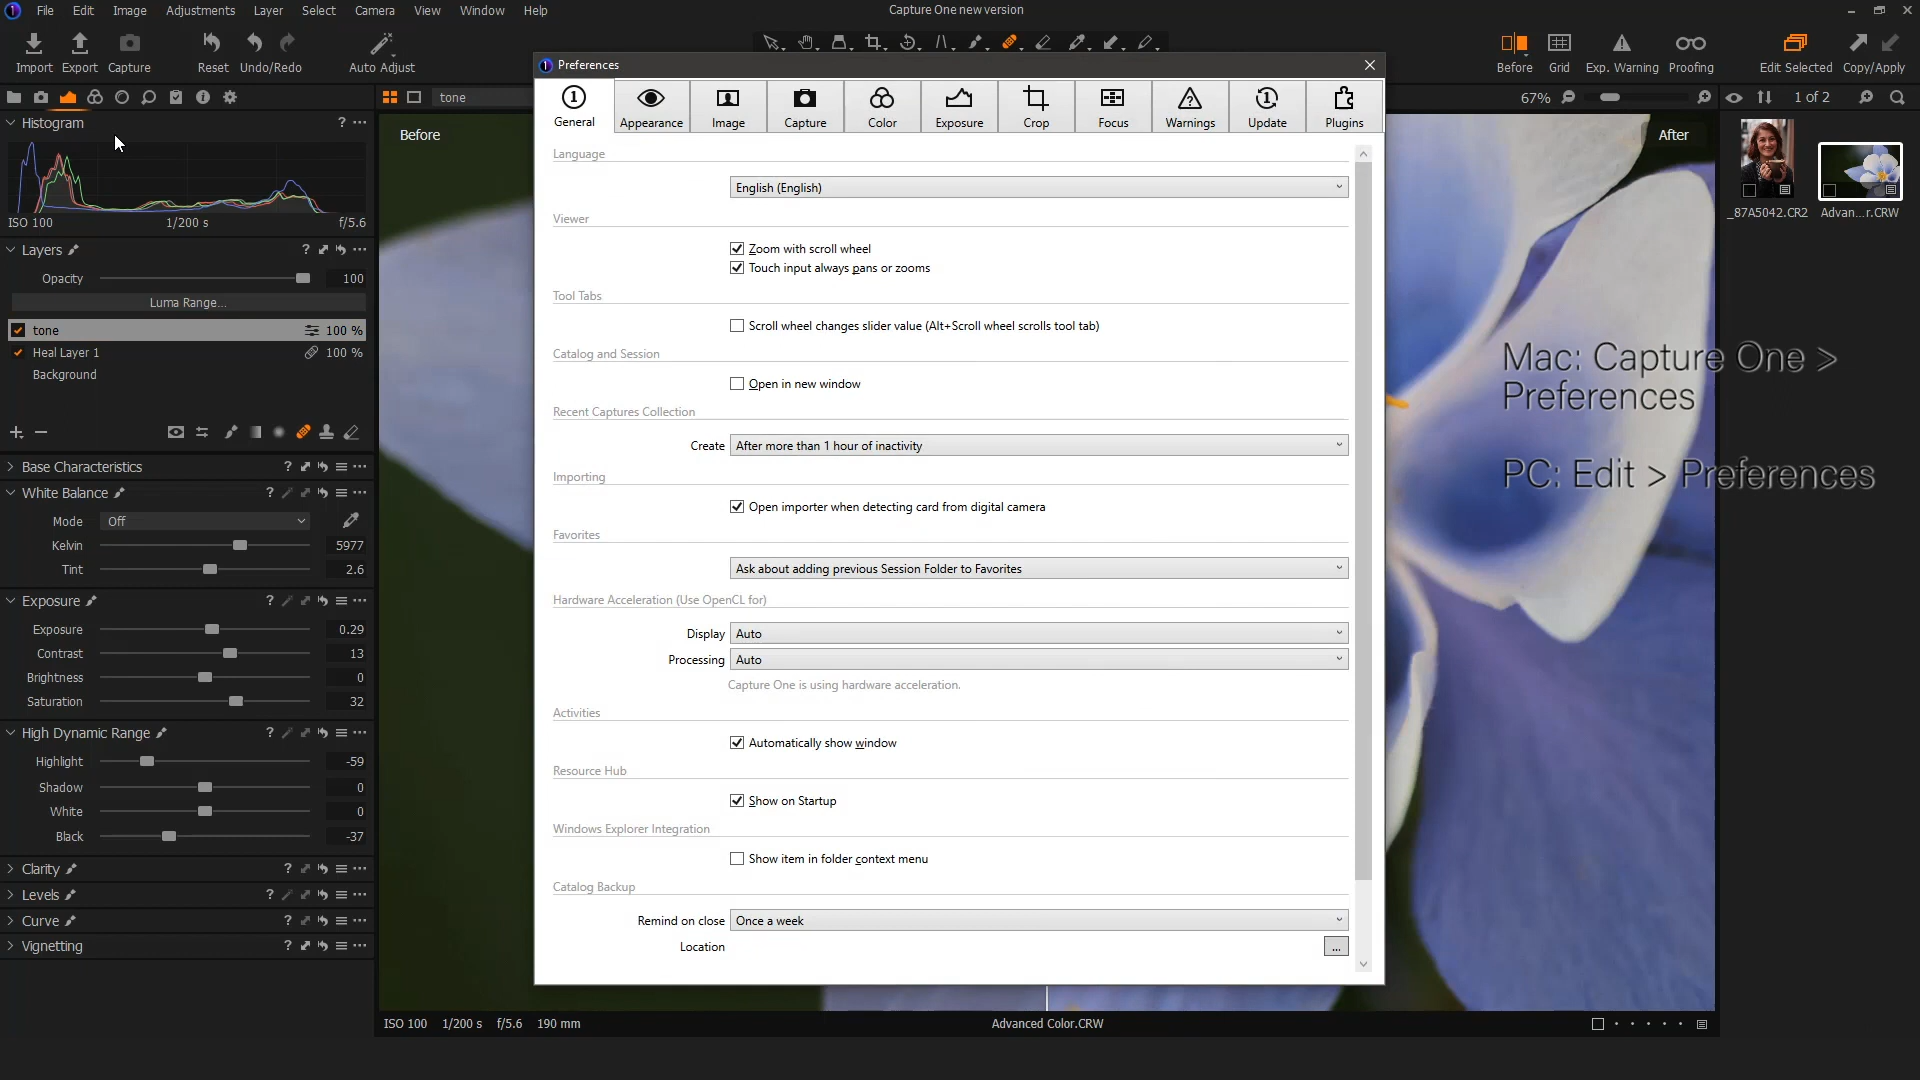 File Edit Image Adjustments Layer Select Camera View Window Help
Capture One new version
Import Export Capture Reset Undo/Redo Auto Adjust
Before Grid Exp. Warning Proofing Edit Selected Copy/Apply
tone
67%
1 of 2
Histogram
ISO 100 1/200 s f/5.6
Layers
Opacity 100
Luma Range...
tone 100 %
Heal Layer 1 100 %
Background
Base Characteristics
White Balance
Mode Off
Kelvin 5977
Tint 2.6
Exposure
Exposure 0.29
Contrast 13
Brightness 0
Saturation 32
High Dynamic Range
Highlight -59
Shadow 0
White 0
Black -37
Clarity
Levels
Curve
Vignetting
Before
After
Preferences
General Appearance Image Capture Color Exposure Crop Focus Warnings Update Plugins
Language
English (English)
Viewer
Zoom with scroll wheel
Touch input always pans or zooms
Tool Tabs
Scroll wheel changes slider value (Alt+Scroll wheel scrolls tool tab)
Catalog and Session
Open in new window
Recent Captures Collection
Create After more than 1 hour of inactivity
Importing
Open importer when detecting card from digital camera
Favorites
Ask about adding previous Session Folder to Favorites
Hardware Acceleration (Use OpenCL for)
Display Auto
Processing Auto
Capture One is using hardware acceleration.
Activities
Automatically show window
Resource Hub
Show on Startup
Windows Explorer Integration
Show item in folder context menu
Catalog Backup
Remind on close Once a week
Location ...
Mac: Capture One >
Preferences
PC: Edit > Preferences
_87A5042.CR2 Advan...r.CRW
ISO 100 1/200 s f/5.6 190 mm
Advanced Color.CRW